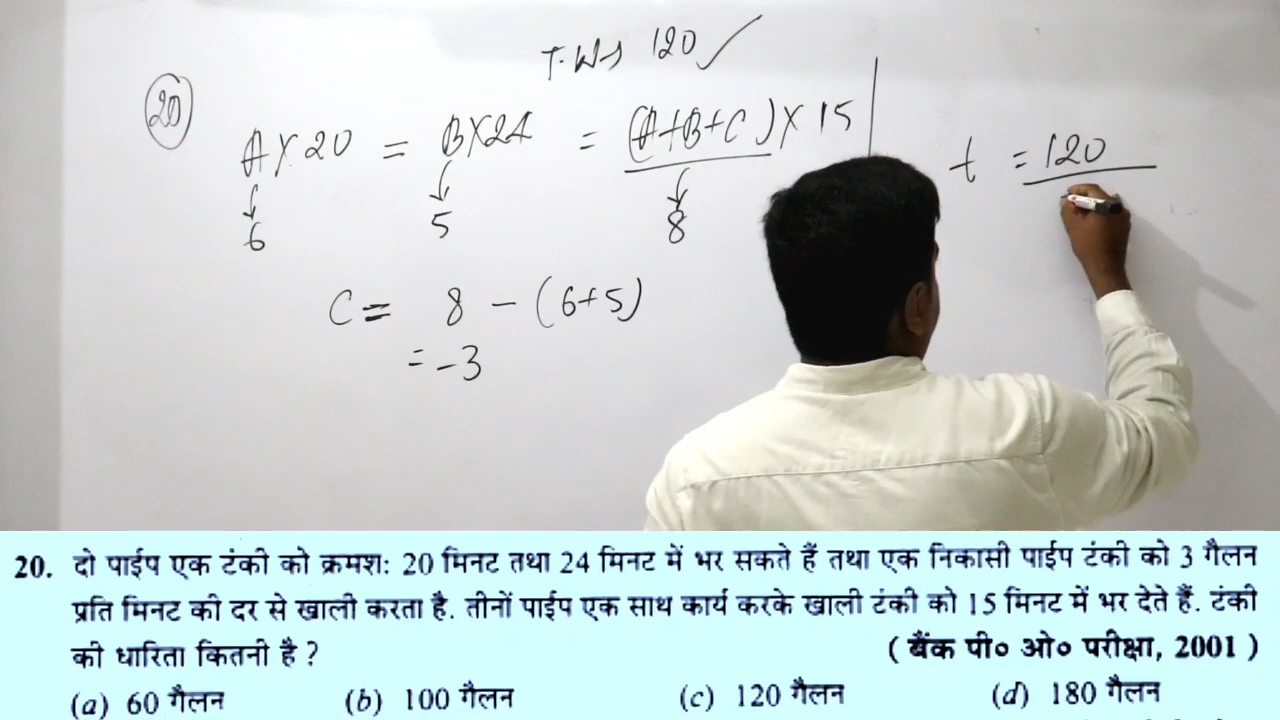 T.W→ 120 ✓
20
A × 20 = B × 24 = (A+B+C) × 15
6 5 8
C = 8 - (6+5)
= -3
t = 120
20. दो पाईप एक टंकी को क्रमशः 20 मिनट तथा 24 मिनट में भर सकते हैं तथा एक निकासी पाईप टंकी को 3 गैलन
प्रति मिनट की दर से खाली करता है. तीनों पाईप एक साथ कार्य करके खाली टंकी को 15 मिनट में भर देते हैं. टंकी
की धारिता कितनी है ? ( बैंक पी० ओ० परीक्षा, 2001 )
(a) 60 गैलन (b) 100 गैलन (c) 120 गैलन (d) 180 गैलन